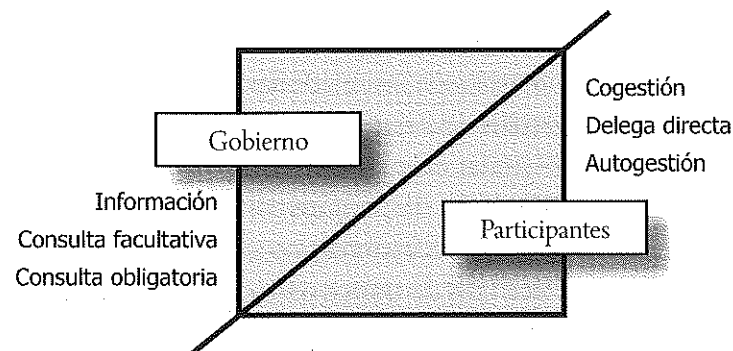 Gobierno
Información
Consulta facultativa
Consulta obligatoria
Cogestión
Delega directa
Autogestión
Participantes